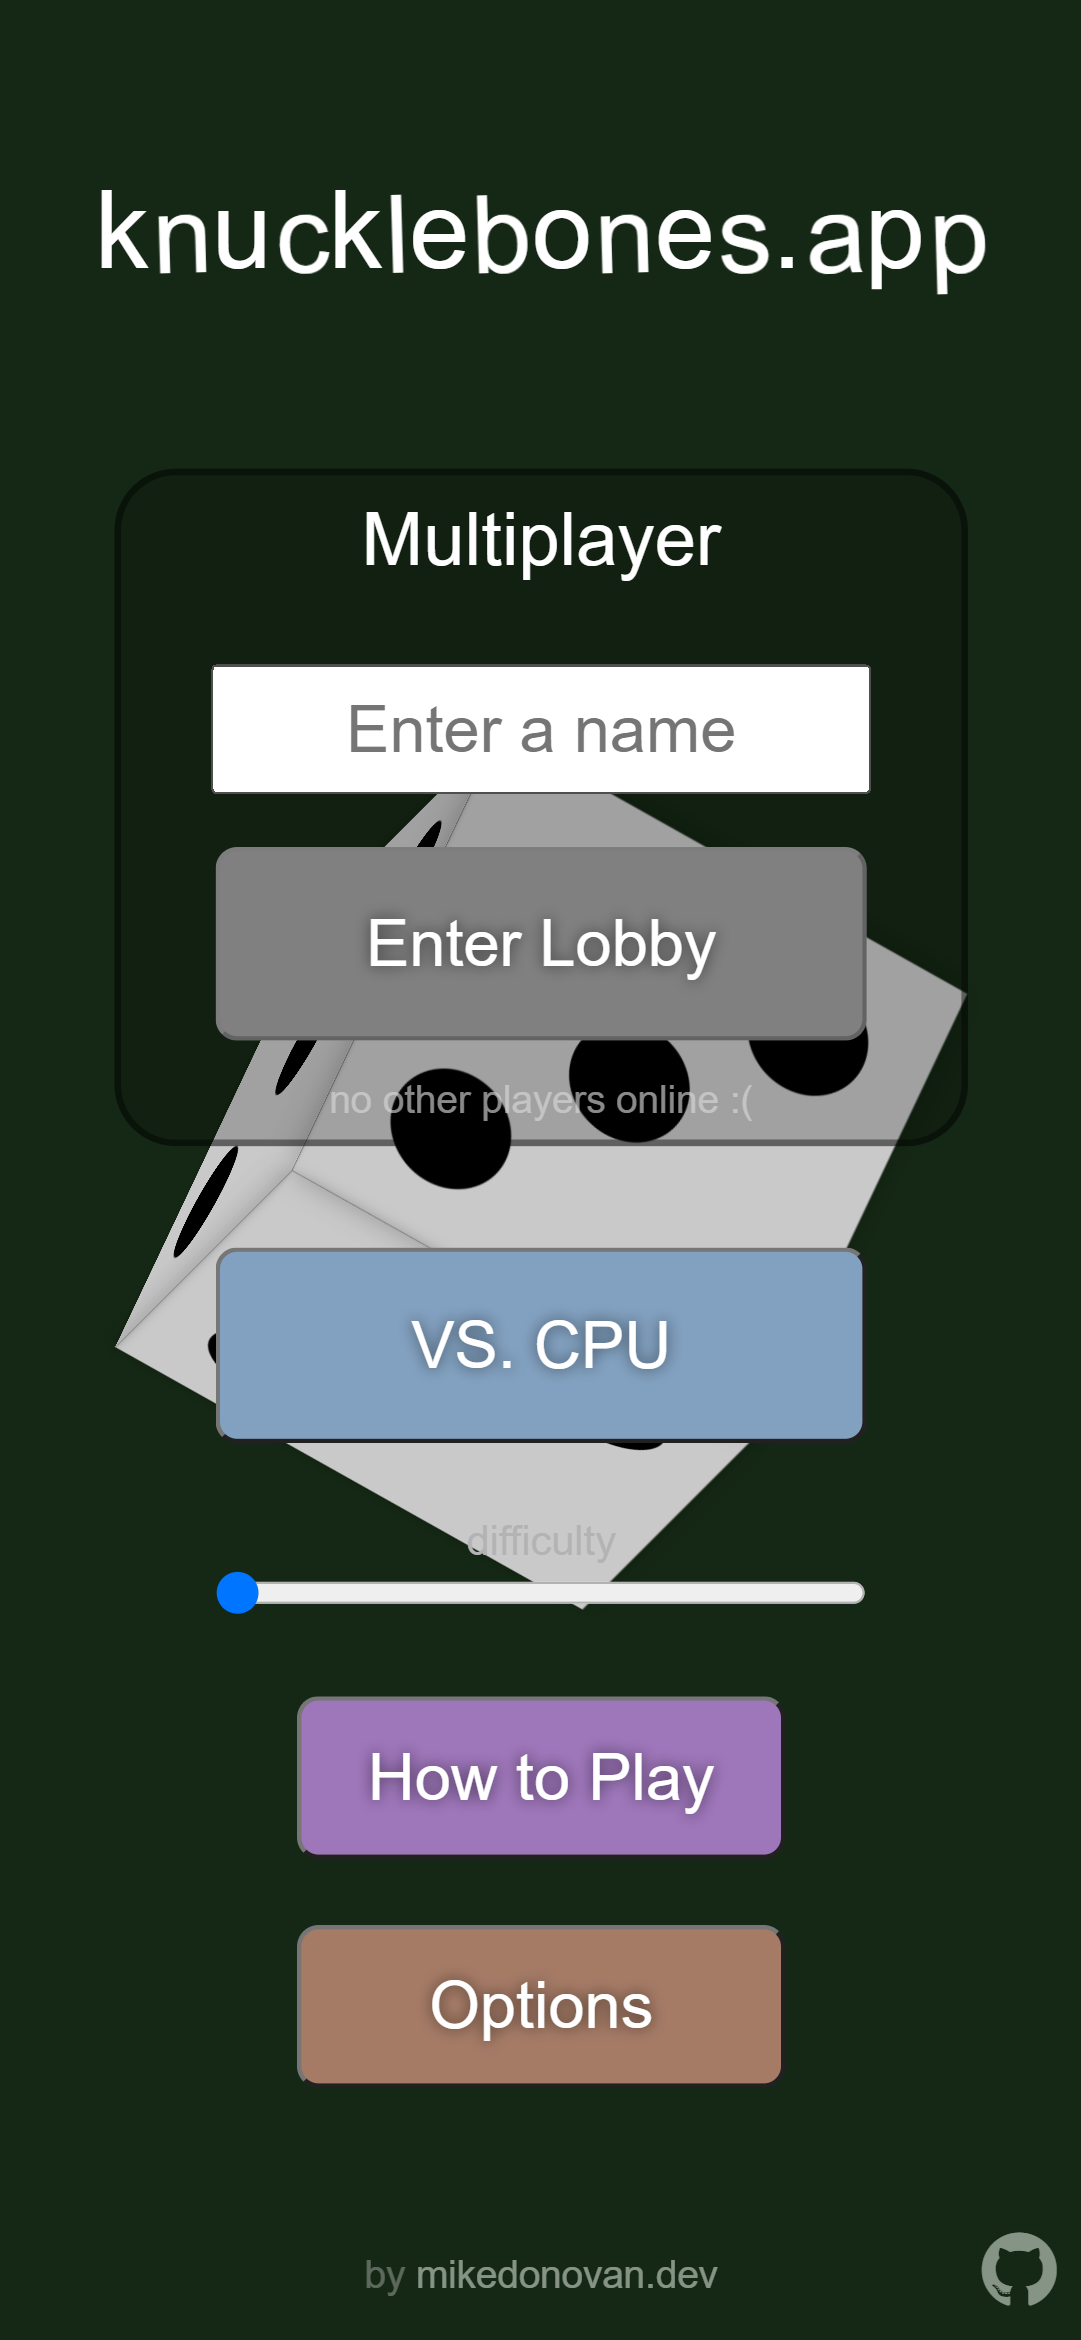 knucklebones.app
Multiplayer
Enter a name
Enter Lobby
no other players online :(
VS. CPU
difficulty
How to Play
Options
by mikedonovan.dev